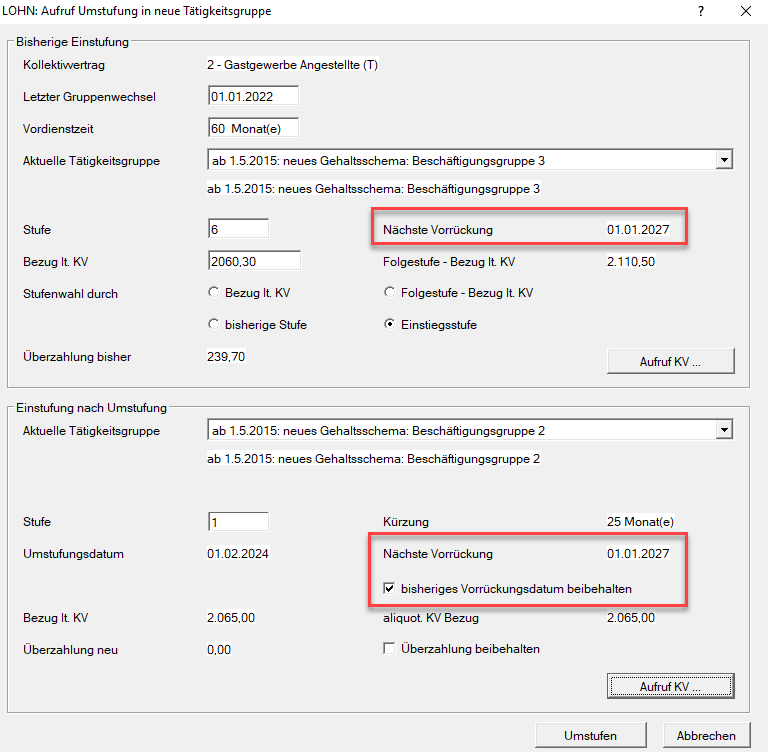 LOHN: Aufruf Umstufung in neue Tätigkeitsgruppe ?
Bisherige Einstufung
Kollektivvertrag 2 - Gastgewerbe Angestellte (T)
Letzter Gruppenwechsel 01.01.2022
Vordienstzeit 60 Monat(e)
Aktuelle Tätigkeitsgruppe ab 1.5.2015: neues Gehaltsschema: Beschäftigungsgruppe 3
ab 1.5.2015: neues Gehaltsschema: Beschäftigungsgruppe 3
Stufe 6 Nächste Vorrückung 01.01.2027
Bezug lt. KV 2060,30 Folgestufe - Bezug lt. KV 2.110,50
Stufenwahl durch Bezug lt. KV Folgestufe - Bezug lt. KV
bisherige Stufe Einstiegsstufe
Überzahlung bisher 239,70 Aufruf KV ...
Einstufung nach Umstufung
Aktuelle Tätigkeitsgruppe ab 1.5.2015: neues Gehaltsschema: Beschäftigungsgruppe 2
ab 1.5.2015: neues Gehaltsschema: Beschäftigungsgruppe 2
Stufe 1 Kürzung 25 Monat(e)
Umstufungsdatum 01.02.2024 Nächste Vorrückung 01.01.2027
bisheriges Vorrückungsdatum beibehalten
Bezug lt. KV 2.065,00 aliquot. KV Bezug 2.065,00
Überzahlung neu 0,00 Überzahlung beibehalten
Aufruf KV ...
Umstufen Abbrechen